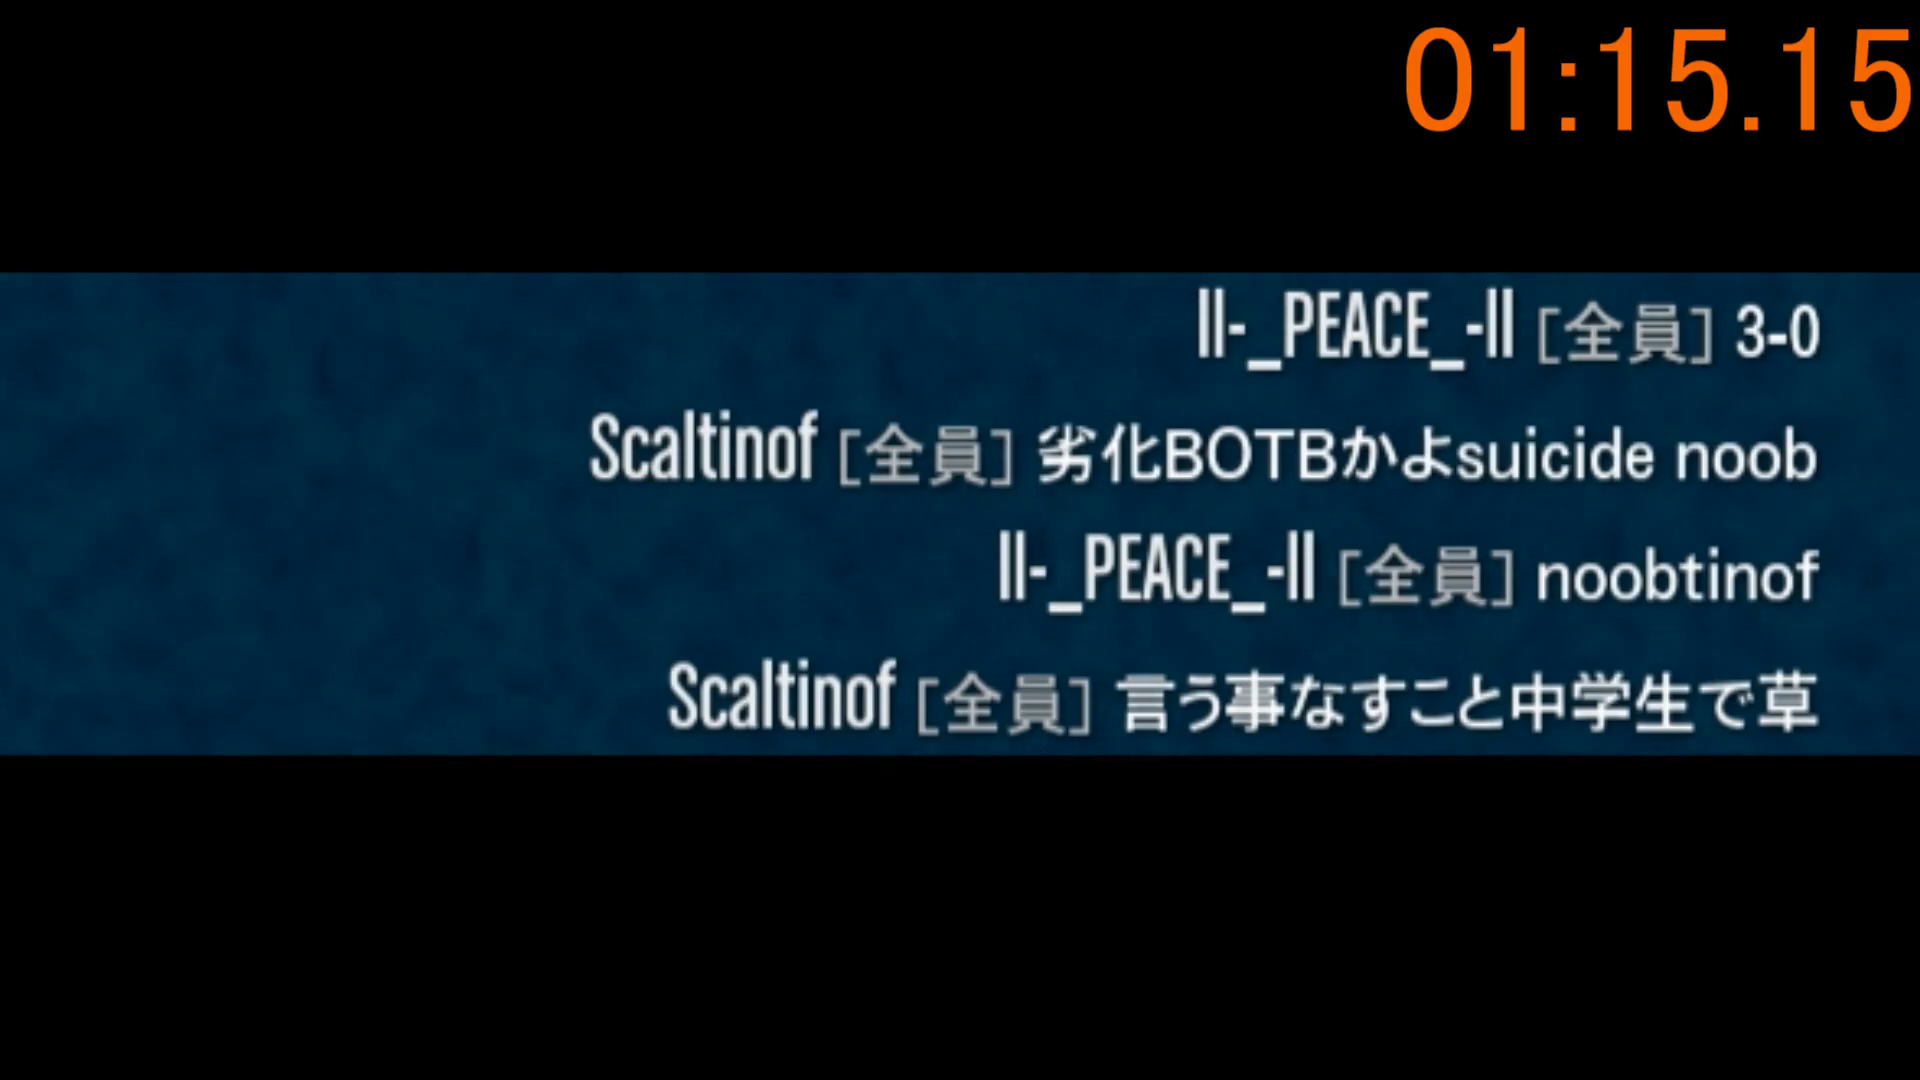 01:15.15
ll-_PEACE_-ll [全員] 3-0
Scaltinof [全員] 劣化BOTBかよsuicide noob
ll-_PEACE_-ll [全員] noobtinof
Scaltinof [全員] 言う事なすこと中学生で草